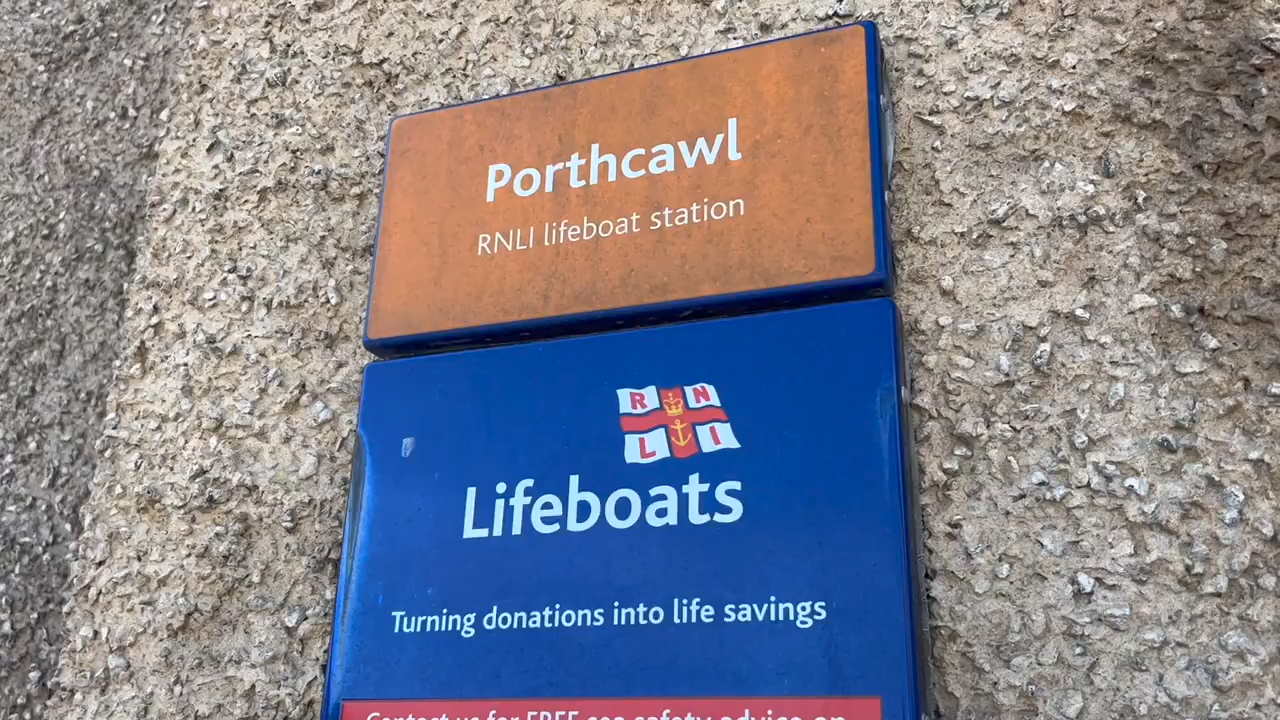 Porthcawl
RNLI lifeboat station
R N
L I
Lifeboats
Turning donations into life savings
Contact us for FREE sea safety advice on